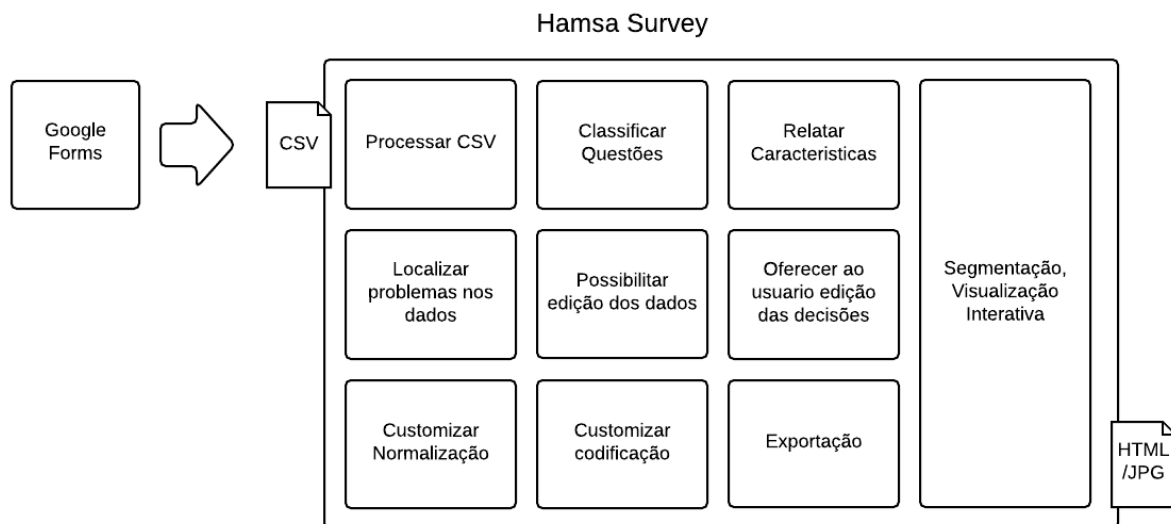 Hamsa Survey
Google
Forms
CSV
Processar CSV
Classificar
Questões
Relatar
Caracteristicas
Localizar
problemas nos
dados
Possibilitar
edição dos dados
Oferecer ao
usuario edição
das decisões
Segmentação,
Visualização
Interativa
Customizar
Normalização
Customizar
codificação
Exportação
HTML
/JPG